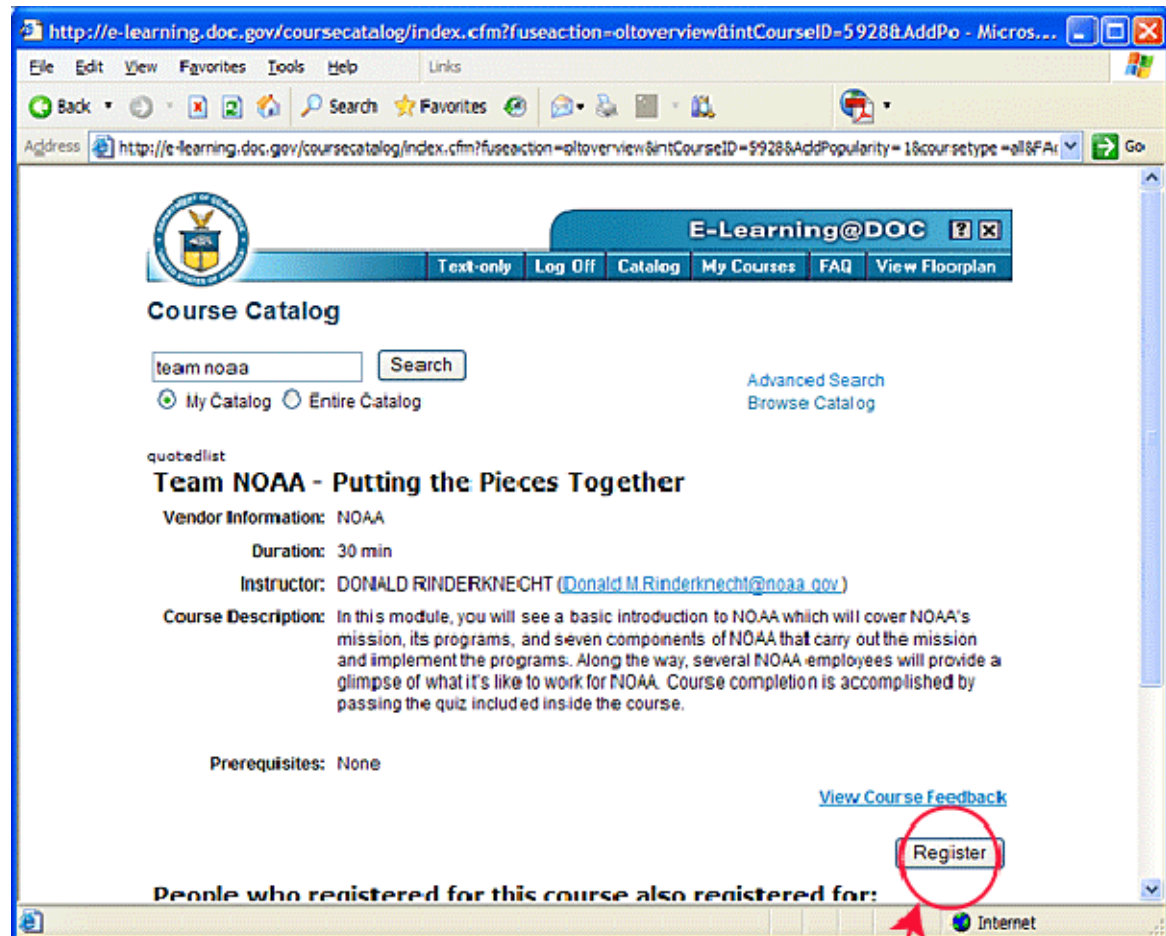 http://e-learning.doc.gov/coursecatalog/index.cfm?fuseaction=oltoverview&intCourseID=5928&AddPo - Micros...
File Edit View Favorites Tools Help Links
Back Search Favorites
Address http://e-learning.doc.gov/coursecatalog/index.cfm?fuseaction=oltoverview&intCourseID=5928&AddPopularity=1&coursetype=all&FAc Go
E-Learning@DOC ? X
Text-only Log Off Catalog My Courses FAQ View Floorplan
Course Catalog
team noaa Search
Advanced Search
My Catalog Entire Catalog
Browse Catalog
quotedlist
Team NOAA - Putting the Pieces Together
Vendor Information: NOAA
Duration: 30 min
Instructor: DONALD RINDERKNECHT (Donald.M.Rinderknecht@noaa.gov)
Course Description: In this module, you will see a basic introduction to NOAA which will cover NOAA's
mission, its programs, and seven components of NOAA that carry out the mission
and implement the programs. Along the way, several NOAA employees will provide a
glimpse of what it's like to work for NOAA. Course completion is accomplished by
passing the quiz included inside the course.
Prerequisites: None
View Course Feedback
Register
People who registered for this course also registered for:
Internet